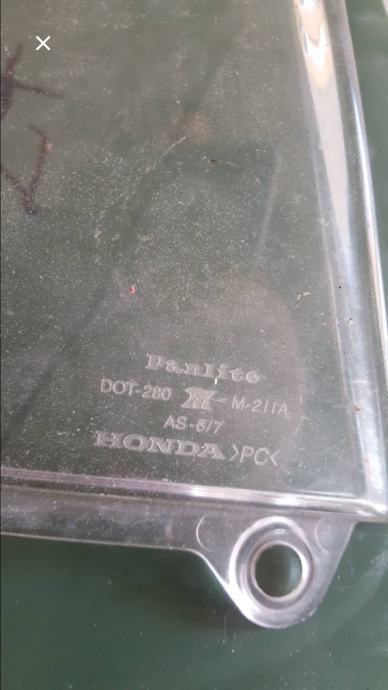 Panlite
DOT-280 M-211A
AS-6/7
HONDA >PC<